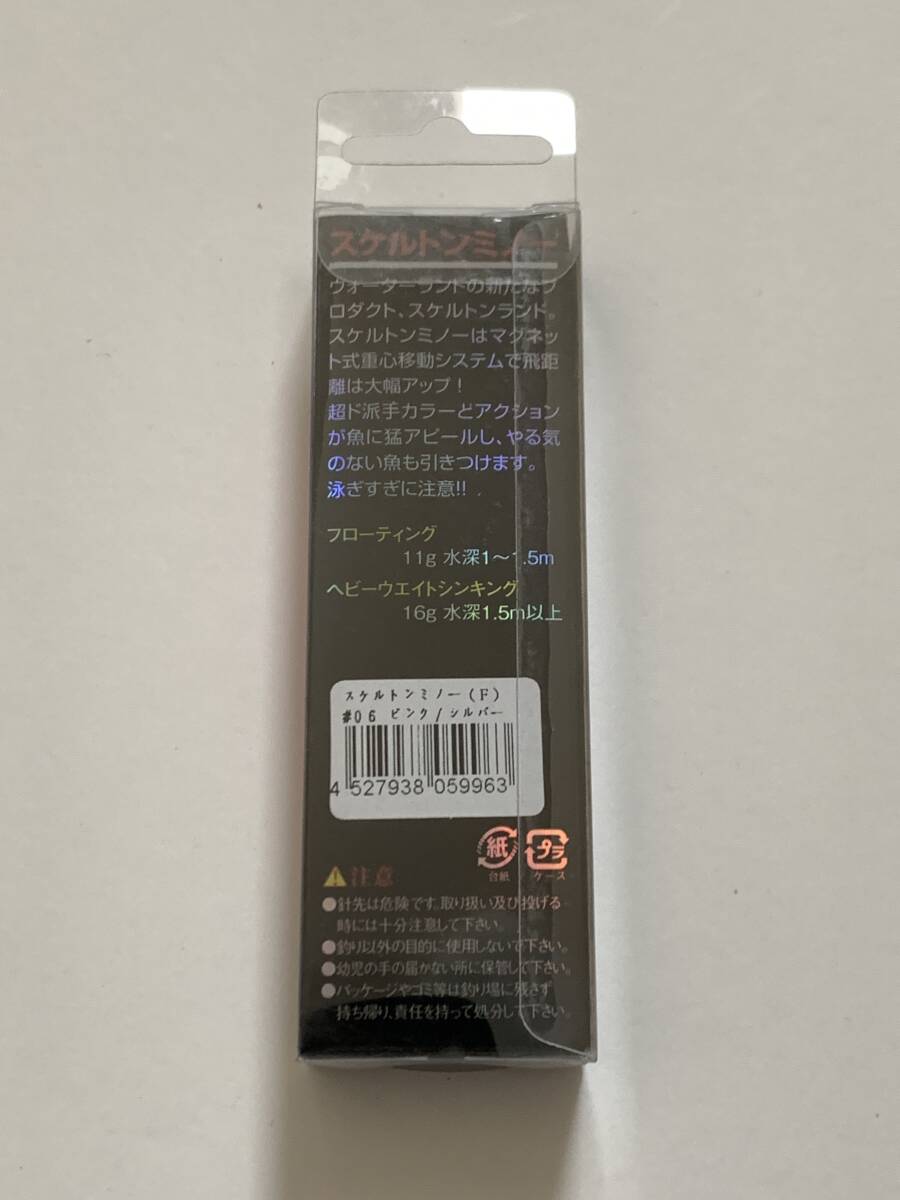 スケルトンミノー
ウォーターランドの新たなプ
ロダクト、スケルトンランド。
スケルトンミノーはマグネッ
ト式重心移動システムで飛距
離は大幅アップ！
超ド派手カラーとアクション
が魚に猛アピールし、やる気
のない魚も引きつけます。
泳ぎすぎに注意!!
フローティング
11g 水深1〜1.5m
ヘビーウエイトシンキング
16g 水深1.5m以上
スケルトンミノー(F)
#06 ピンク/シルバー
4 527938 059963
紙 プラ
台紙 ケース
注意
●針先は危険です。取り扱い及び投げる
時には十分注意して下さい。
●釣り以外の目的に使用しないで下さい。
●幼児の手の届かない所に保管して下さい。
●パッケージやゴミ等は釣り場に残さず
持ち帰り、責任を持って処分して下さい。